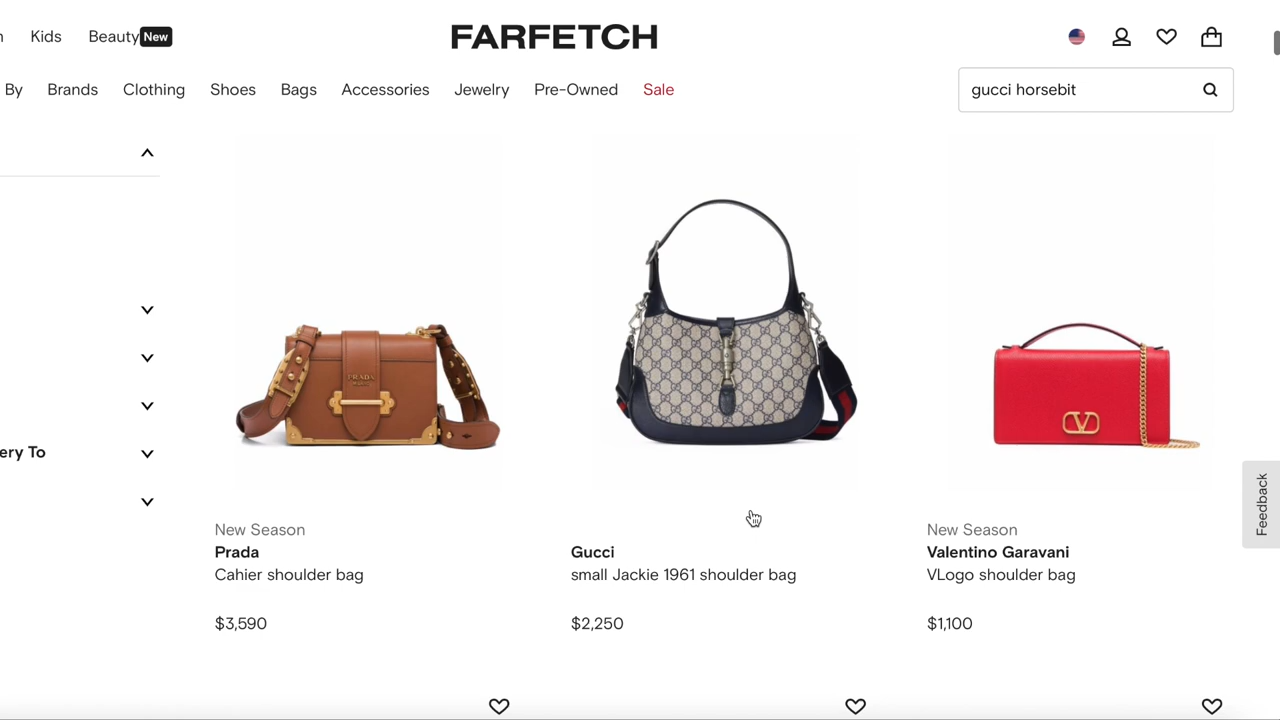 Kids
Beauty New
FARFETCH
By Brands Clothing Shoes Bags Accessories Jewelry Pre-Owned Sale
gucci horsebit
ery To
PRADA
Feedback
New Season
Prada
Cahier shoulder bag
$3,590
Gucci
small Jackie 1961 shoulder bag
$2,250
New Season
Valentino Garavani
VLogo shoulder bag
$1,100